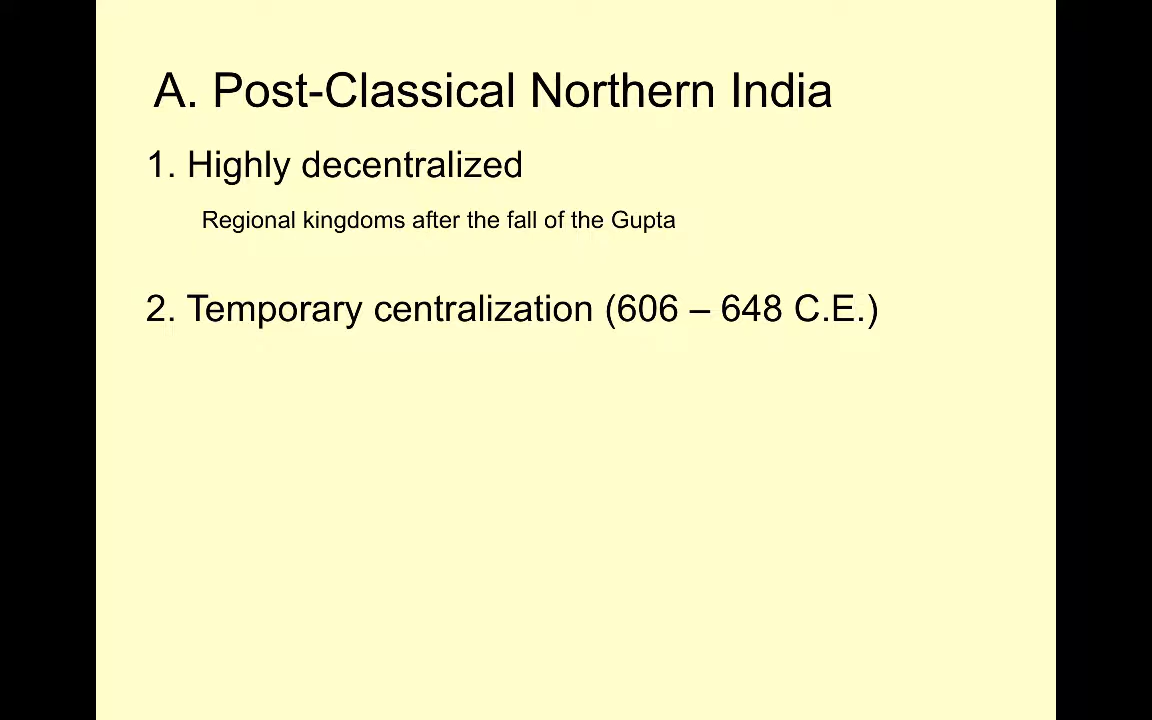 A. Post-Classical Northern India
1. Highly decentralized
Regional kingdoms after the fall of the Gupta
2. Temporary centralization (606 – 648 C.E.)